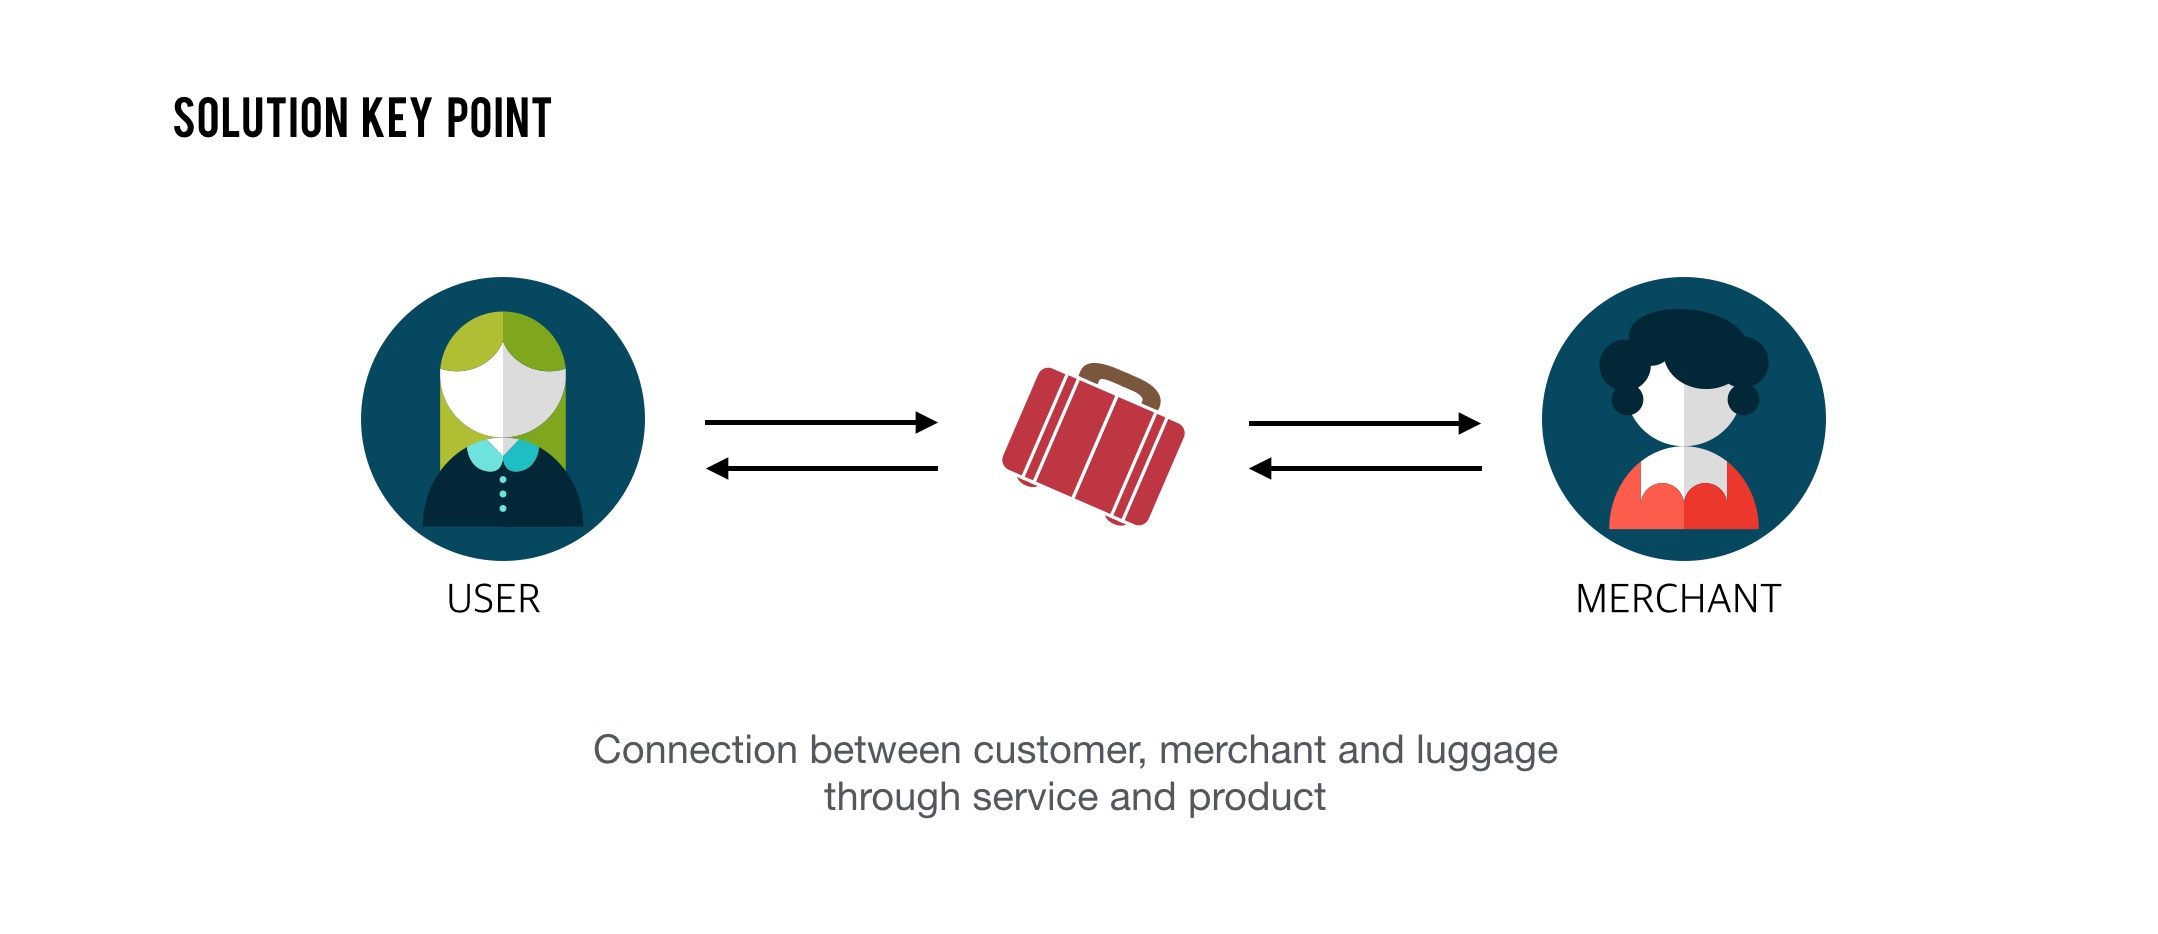 SOLUTION KEY POINT
USER
MERCHANT
Connection between customer, merchant and luggage
through service and product